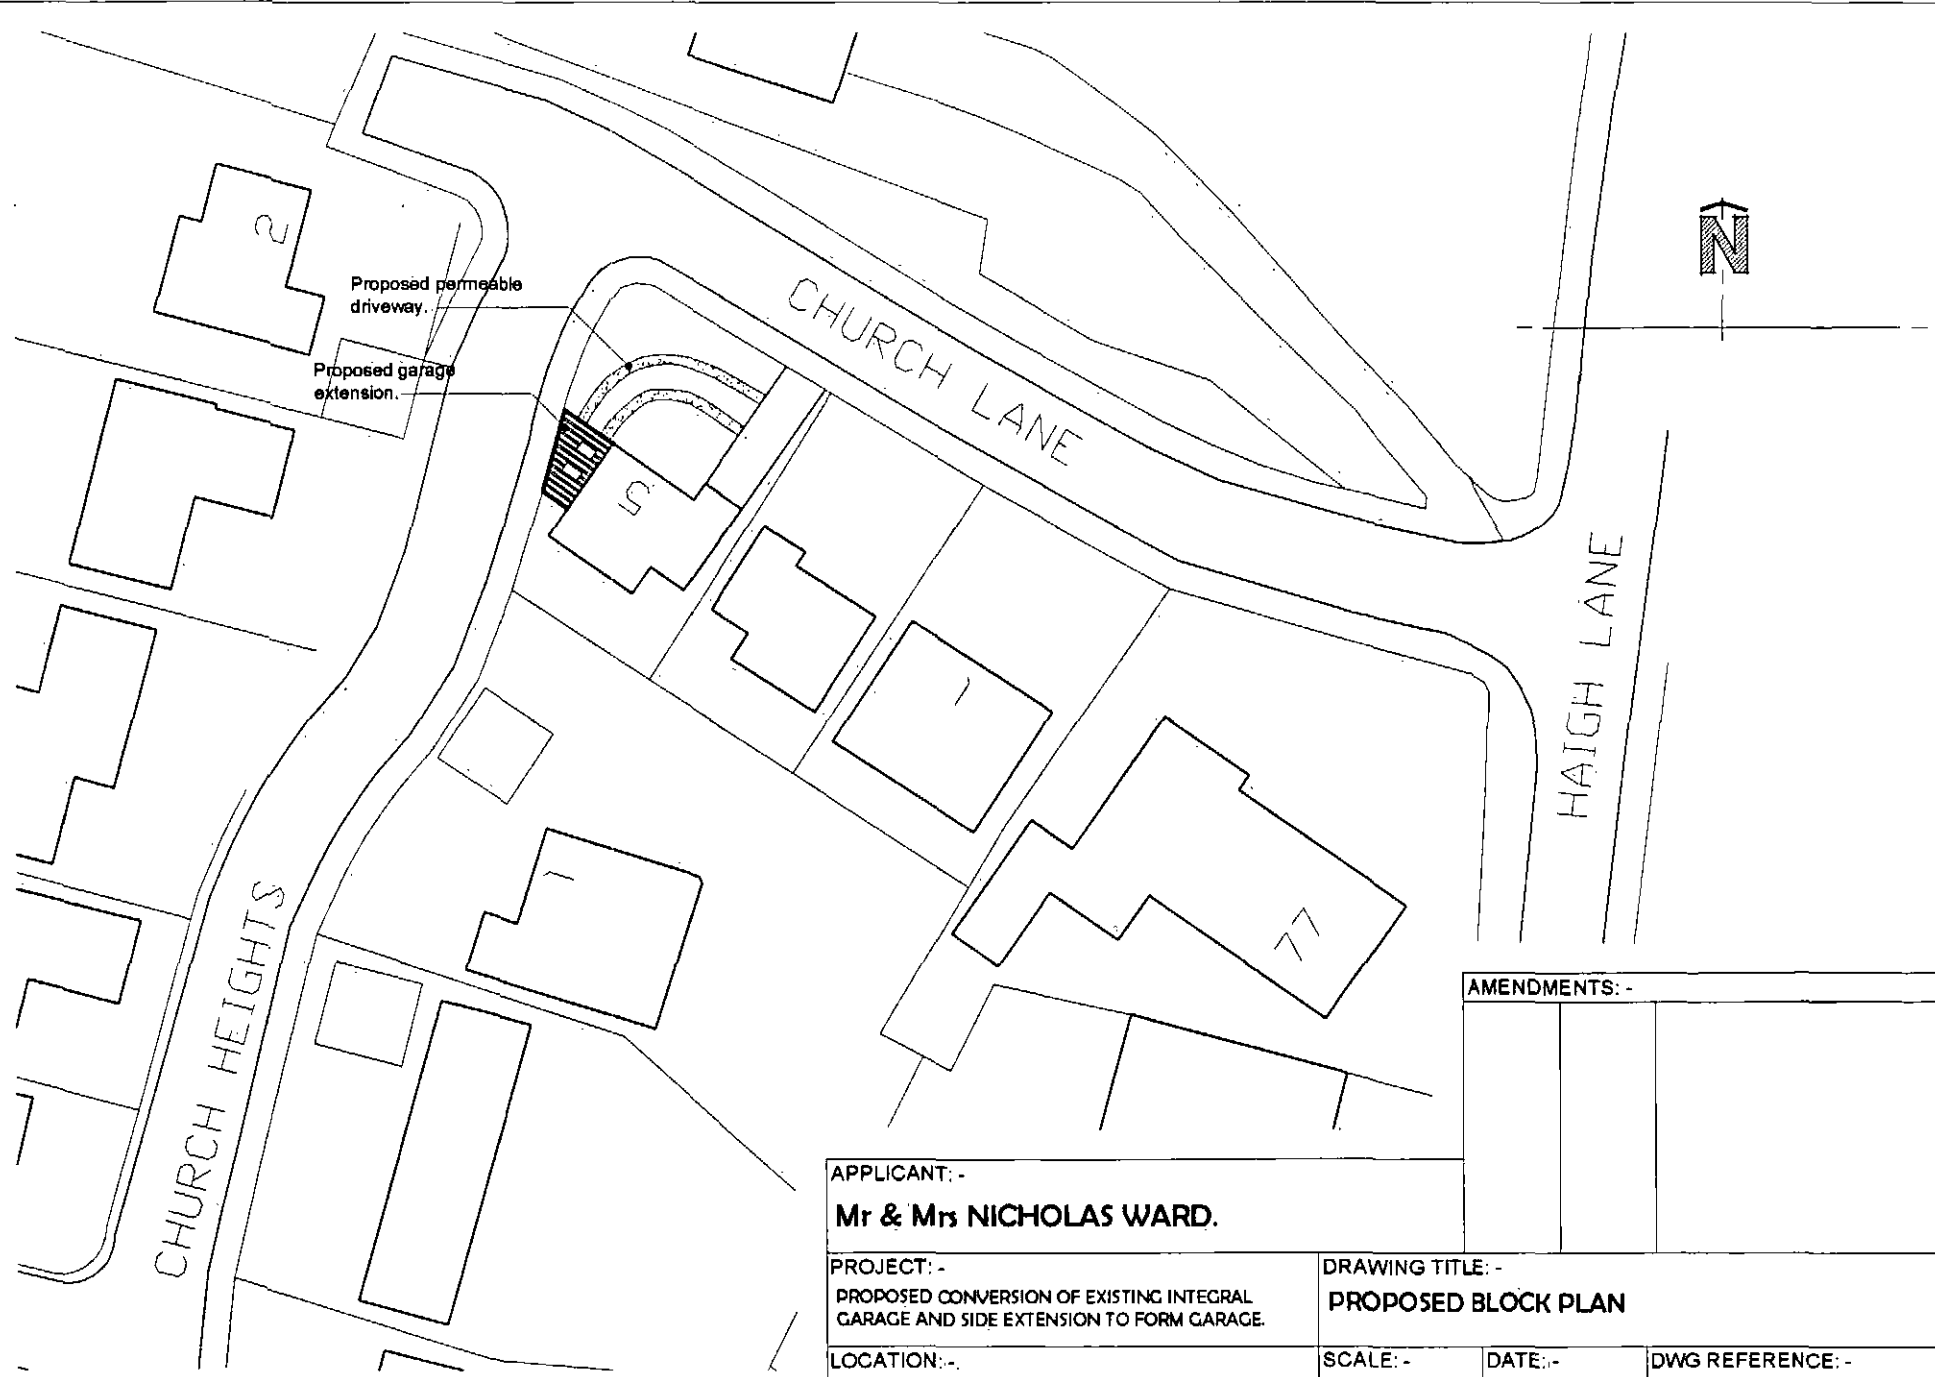 2
Proposed permeable
driveway.
Proposed garage
extension.
CHURCH LANE
N
5
1
HAIGH LANE
1
77
CHURCH HEIGHTS
AMENDMENTS: -
APPLICANT: -
Mr & Mrs NICHOLAS WARD.
PROJECT: -
PROPOSED CONVERSION OF EXISTING INTEGRAL
GARAGE AND SIDE EXTENSION TO FORM GARAGE.
DRAWING TITLE: -
PROPOSED BLOCK PLAN
LOCATION: -
SCALE: -
DATE: -
DWG REFERENCE: -